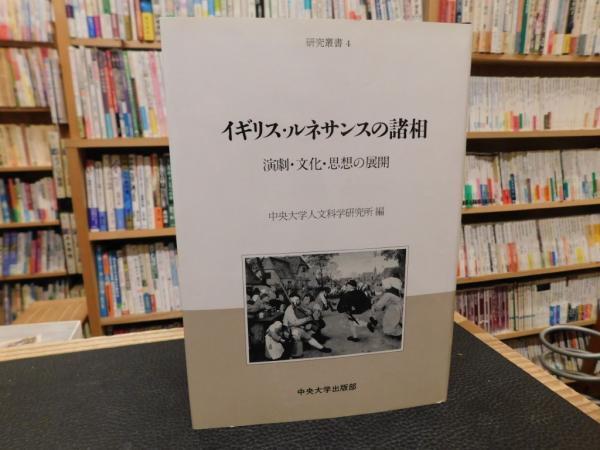 研究叢書 4
イギリス・ルネサンスの諸相
演劇・文化・思想の展開
中央大学人文科学研究所 編
中央大学出版部